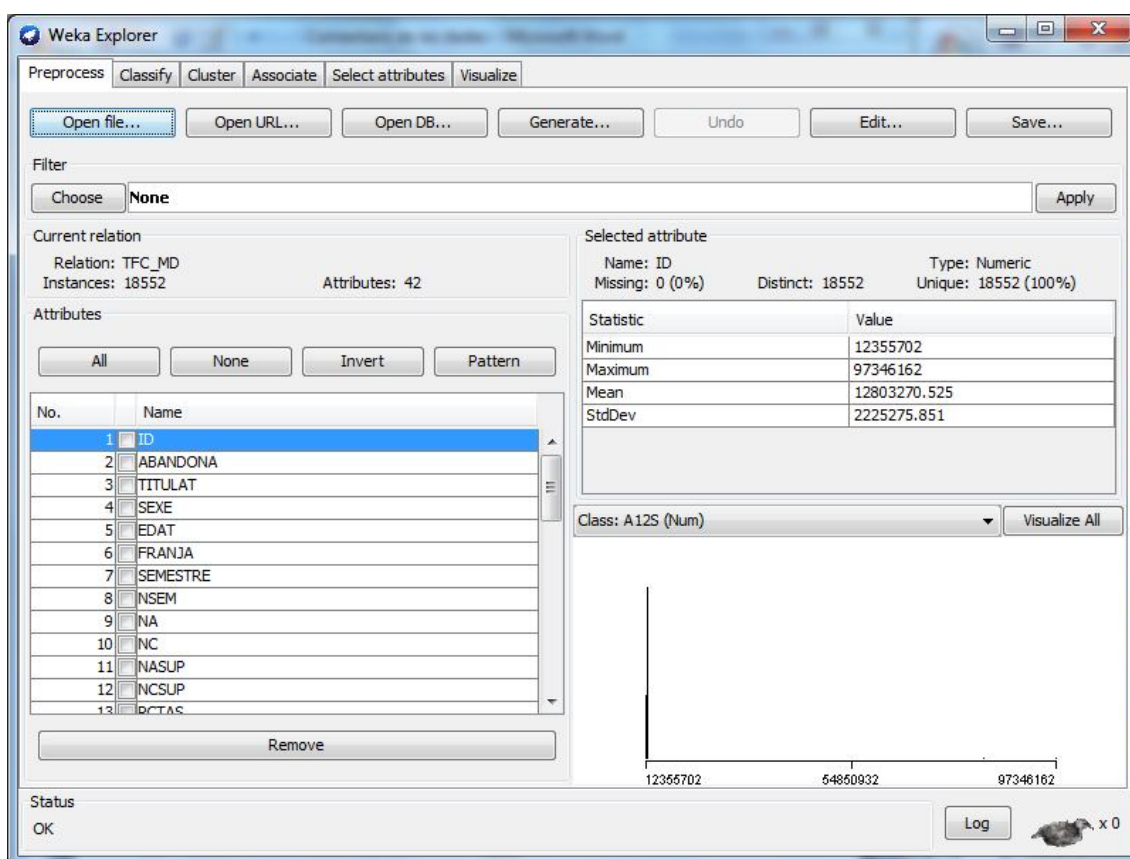 Weka Explorer
Preprocess Classify Cluster Associate Select attributes Visualize
Open file... Open URL... Open DB... Generate... Undo Edit... Save...
Filter
Choose None Apply
Current relation
Relation: TFC_MD
Instances: 18552 Attributes: 42
Attributes
All None Invert Pattern
No. Name
1 ID
2 ABANDONA
3 TITULAT
4 SEXE
5 EDAT
6 FRANJA
7 SEMESTRE
8 NSEM
9 NA
10 NC
11 NASUP
12 NCSUP
13 PCTAS
Remove
Selected attribute
Name: ID Type: Numeric
Missing: 0 (0%) Distinct: 18552 Unique: 18552 (100%)
Statistic Value
Minimum 12355702
Maximum 97346162
Mean 12803270.525
StdDev 2225275.851
Class: A12S (Num) Visualize All
12355702 54850932 97346162
Status
OK
Log x 0